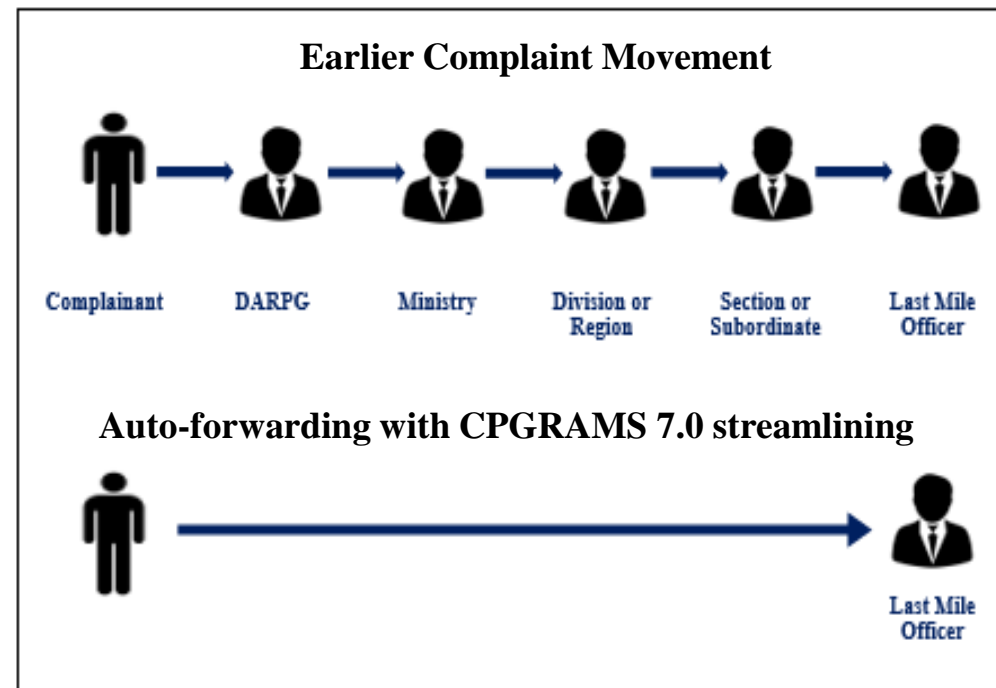 Earlier Complaint Movement
Complainant
DARPG
Ministry
Division or
Region
Section or
Subordinate
Last Mile
Officer
Auto-forwarding with CPGRAMS 7.0 streamlining
Last Mile
Officer